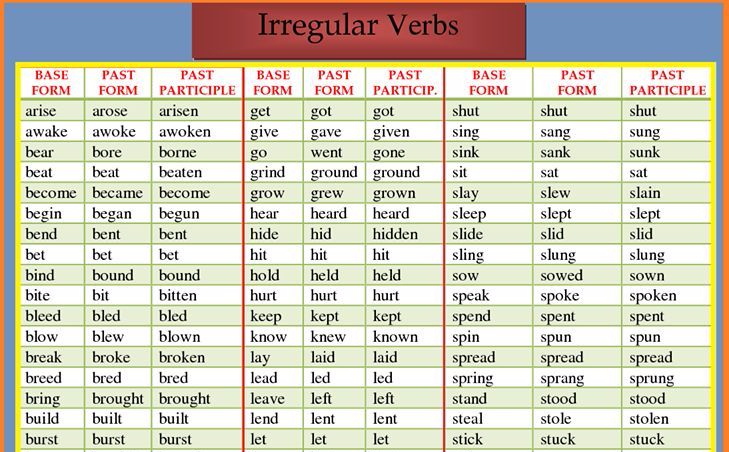 Irregular Verbs
BASE FORM PAST FORM PAST PARTICIPLE BASE FORM PAST FORM PAST PARTICIP. BASE FORM PAST FORM PAST PARTICIPLE
arise arose arisen get got got shut shut shut
awake awoke awoken give gave given sing sang sung
bear bore borne go went gone sink sank sunk
beat beat beaten grind ground ground sit sat sat
become became become grow grew grown slay slew slain
begin began begun hear heard heard sleep slept slept
bend bent bent hide hid hidden slide slid slid
bet bet bet hit hit hit sling slung slung
bind bound bound hold held held sow sowed sown
bite bit bitten hurt hurt hurt speak spoke spoken
bleed bled bled keep kept kept spend spent spent
blow blew blown know knew known spin spun spun
break broke broken lay laid laid spread spread spread
breed bred bred lead led led spring sprang sprung
bring brought brought leave left left stand stood stood
build built built lend lent lent steal stole stolen
burst burst burst let let let stick stuck stuck